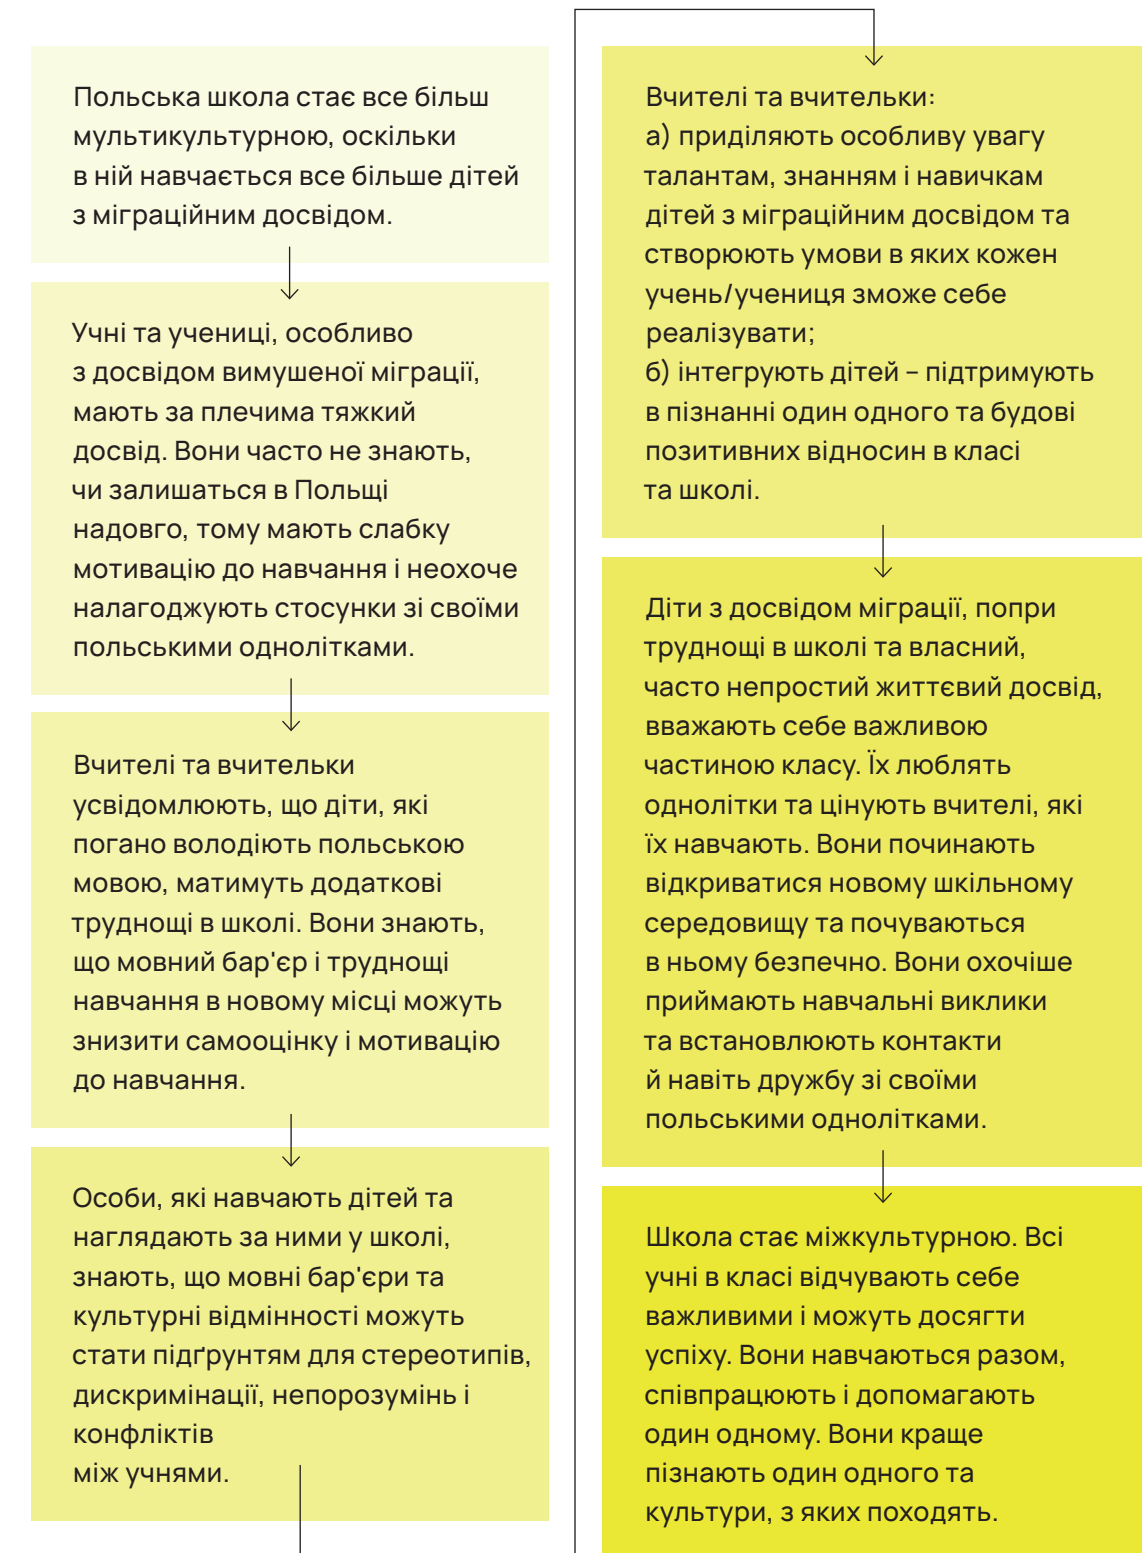 Польська школа стає все більш
мультикультурною, оскільки
в ній навчається все більше дітей
з міграційним досвідом.
Учні та учениці, особливо
з досвідом вимушеної міграції,
мають за плечима тяжкий
досвід. Вони часто не знають,
чи залишаться в Польщі
надовго, тому мають слабку
мотивацію до навчання і неохоче
налагоджують стосунки зі своїми
польськими однолітками.
Вчителі та вчительки
усвідомлюють, що діти, які
погано володіють польською
мовою, матимуть додаткові
труднощі в школі. Вони знають,
що мовний бар'єр і труднощі
навчання в новому місці можуть
знизити самооцінку і мотивацію
до навчання.
Особи, які навчають дітей та
наглядають за ними у школі,
знають, що мовні бар'єри та
культурні відмінності можуть
стати підґрунтям для стереотипів,
дискримінації, непорозумінь і
конфліктів
між учнями.
Вчителі та вчительки:
а) приділяють особливу увагу
талантам, знанням і навичкам
дітей з міграційним досвідом та
створюють умови в яких кожен
учень/учениця зможе себе
реалізувати;
б) інтегрують дітей – підтримують
в пізнанні один одного та будові
позитивних відносин в класі
та школі.
Діти з досвідом міграції, попри
труднощі в школі та власний,
часто непростий життєвий досвід,
вважають себе важливою
частиною класу. Їх люблять
однолітки та цінують вчителі, які
їх навчають. Вони починають
відкриватися новому шкільному
середовищу та почуваються
в ньому безпечно. Вони охочіше
приймають навчальні виклики
та встановлюють контакти
й навіть дружбу зі своїми
польськими однолітками.
Школа стає міжкультурною. Всі
учні в класі відчувають себе
важливими і можуть досягти
успіху. Вони навчаються разом,
співпрацюють і допомагають
один одному. Вони краще
пізнають один одного та
культури, з яких походять.